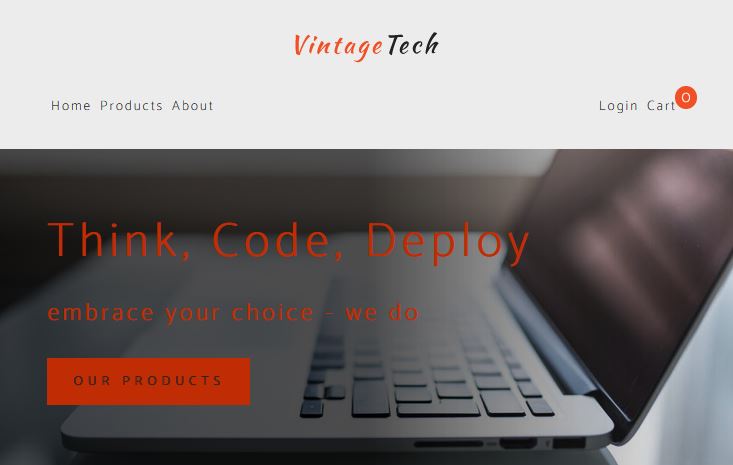 VintageTech
Home Products About
Login Cart 0
Think, Code, Deploy
embrace your choice - we do
OUR PRODUCTS